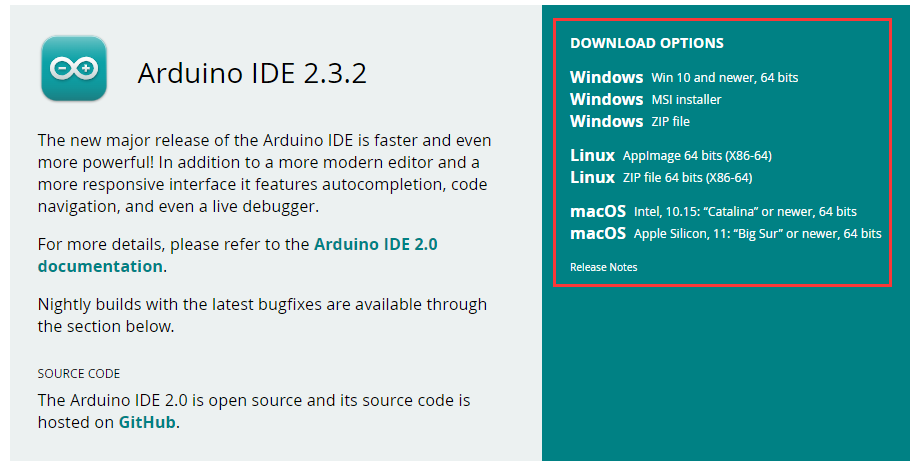 Arduino IDE 2.3.2
The new major release of the Arduino IDE is faster and even
more powerful! In addition to a more modern editor and a
more responsive interface it features autocompletion, code
navigation, and even a live debugger.
For more details, please refer to the Arduino IDE 2.0
documentation.
Nightly builds with the latest bugfixes are available through
the section below.
SOURCE CODE
The Arduino IDE 2.0 is open source and its source code is
hosted on GitHub.
DOWNLOAD OPTIONS
Windows Win 10 and newer, 64 bits
Windows MSI installer
Windows ZIP file
Linux AppImage 64 bits (X86-64)
Linux ZIP file 64 bits (X86-64)
macOS Intel, 10.15: “Catalina” or newer, 64 bits
macOS Apple Silicon, 11: “Big Sur” or newer, 64 bits
Release Notes